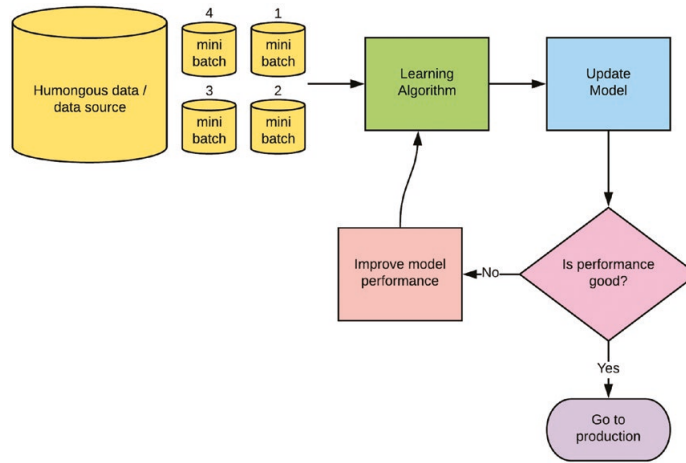 Humongous data /
data source
4
mini
batch
1
mini
batch
3
mini
batch
2
mini
batch
Learning
Algorithm
Update
Model
Is performance
good?
No
Improve model
performance
Yes
Go to
production